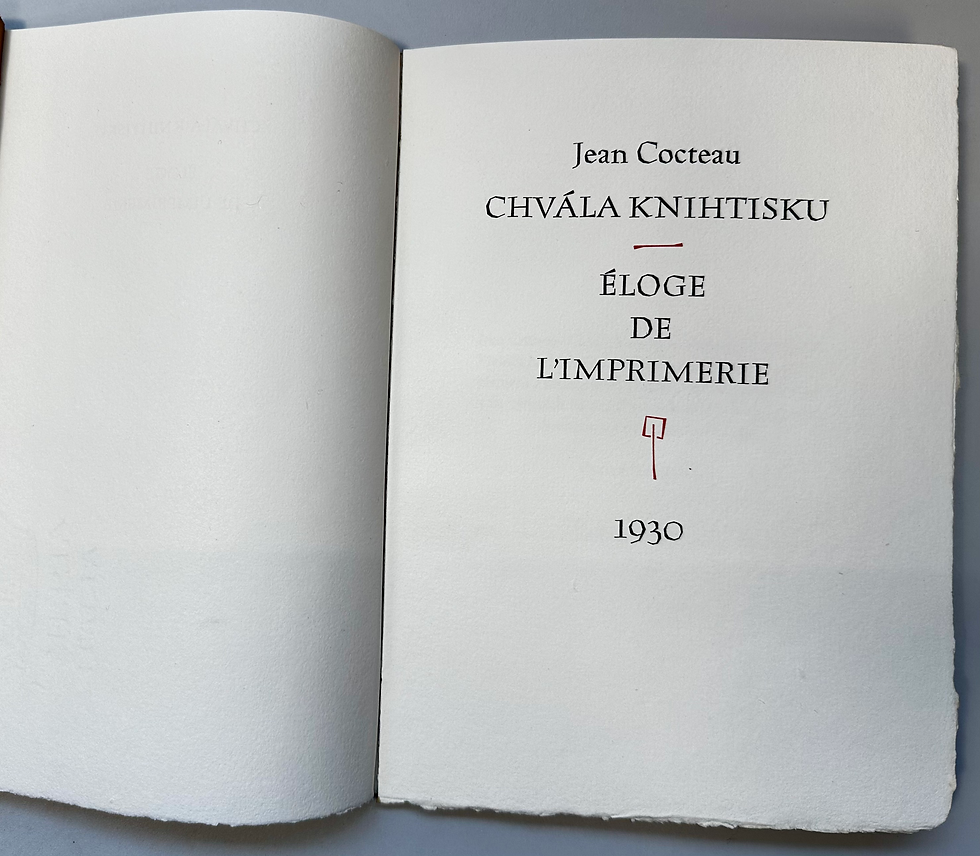 Jean Cocteau
CHVÁLA KNIHTISKU
ÉLOGE
DE
L'IMPRIMERIE
1930